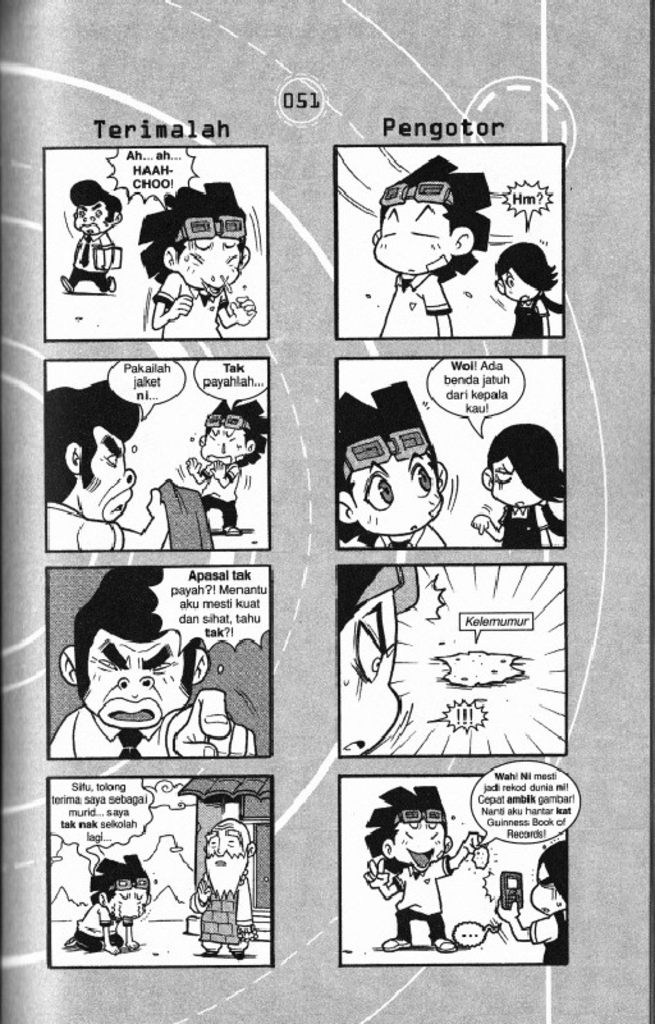 051
Terimalah
Ah... ah...
HAAH-
CHOO!
Pakailah
jaket
ni...
Tak
payahlah...
Apasal tak
payah?! Menantu
aku mesti kuat
dan sihat, tahu
tak?!
Sifu, tolong
terima saya sebagai
murid... saya
tak nak sekolah
lagi...
Pengotor
Hm?
Woi! Ada
benda jatuh
dari kepala
kau!
Kelemumur
!!!
Wah! Ni mesti
jadi rekod dunia ni!
Cepat ambik gambar!
Nanti aku hantar kat
Guinness Book of
Records!
...